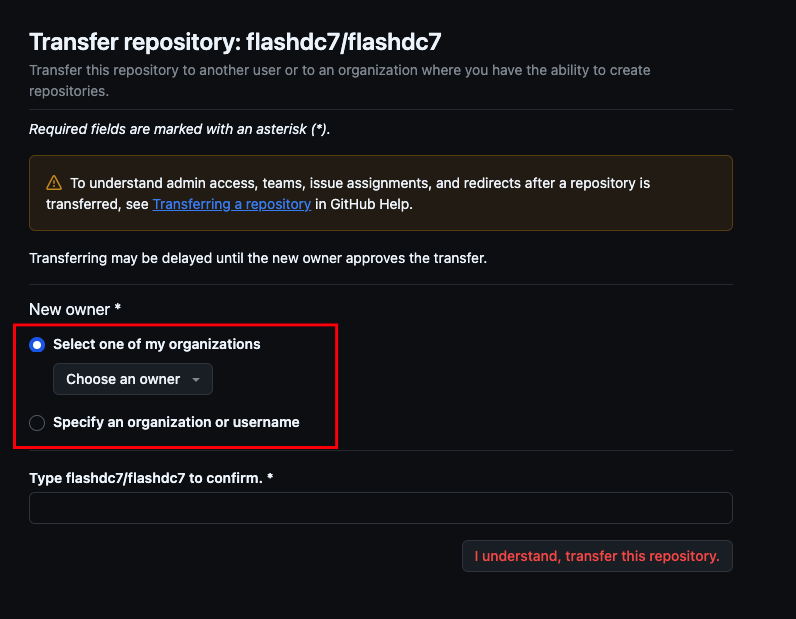 Transfer repository: flashdc7/flashdc7
Transfer this repository to another user or to an organization where you have the ability to create
repositories.
Required fields are marked with an asterisk (*).
To understand admin access, teams, issue assignments, and redirects after a repository is
transferred, see Transferring a repository in GitHub Help.
Transferring may be delayed until the new owner approves the transfer.
New owner *
Select one of my organizations
Choose an owner
Specify an organization or username
Type flashdc7/flashdc7 to confirm. *
I understand, transfer this repository.